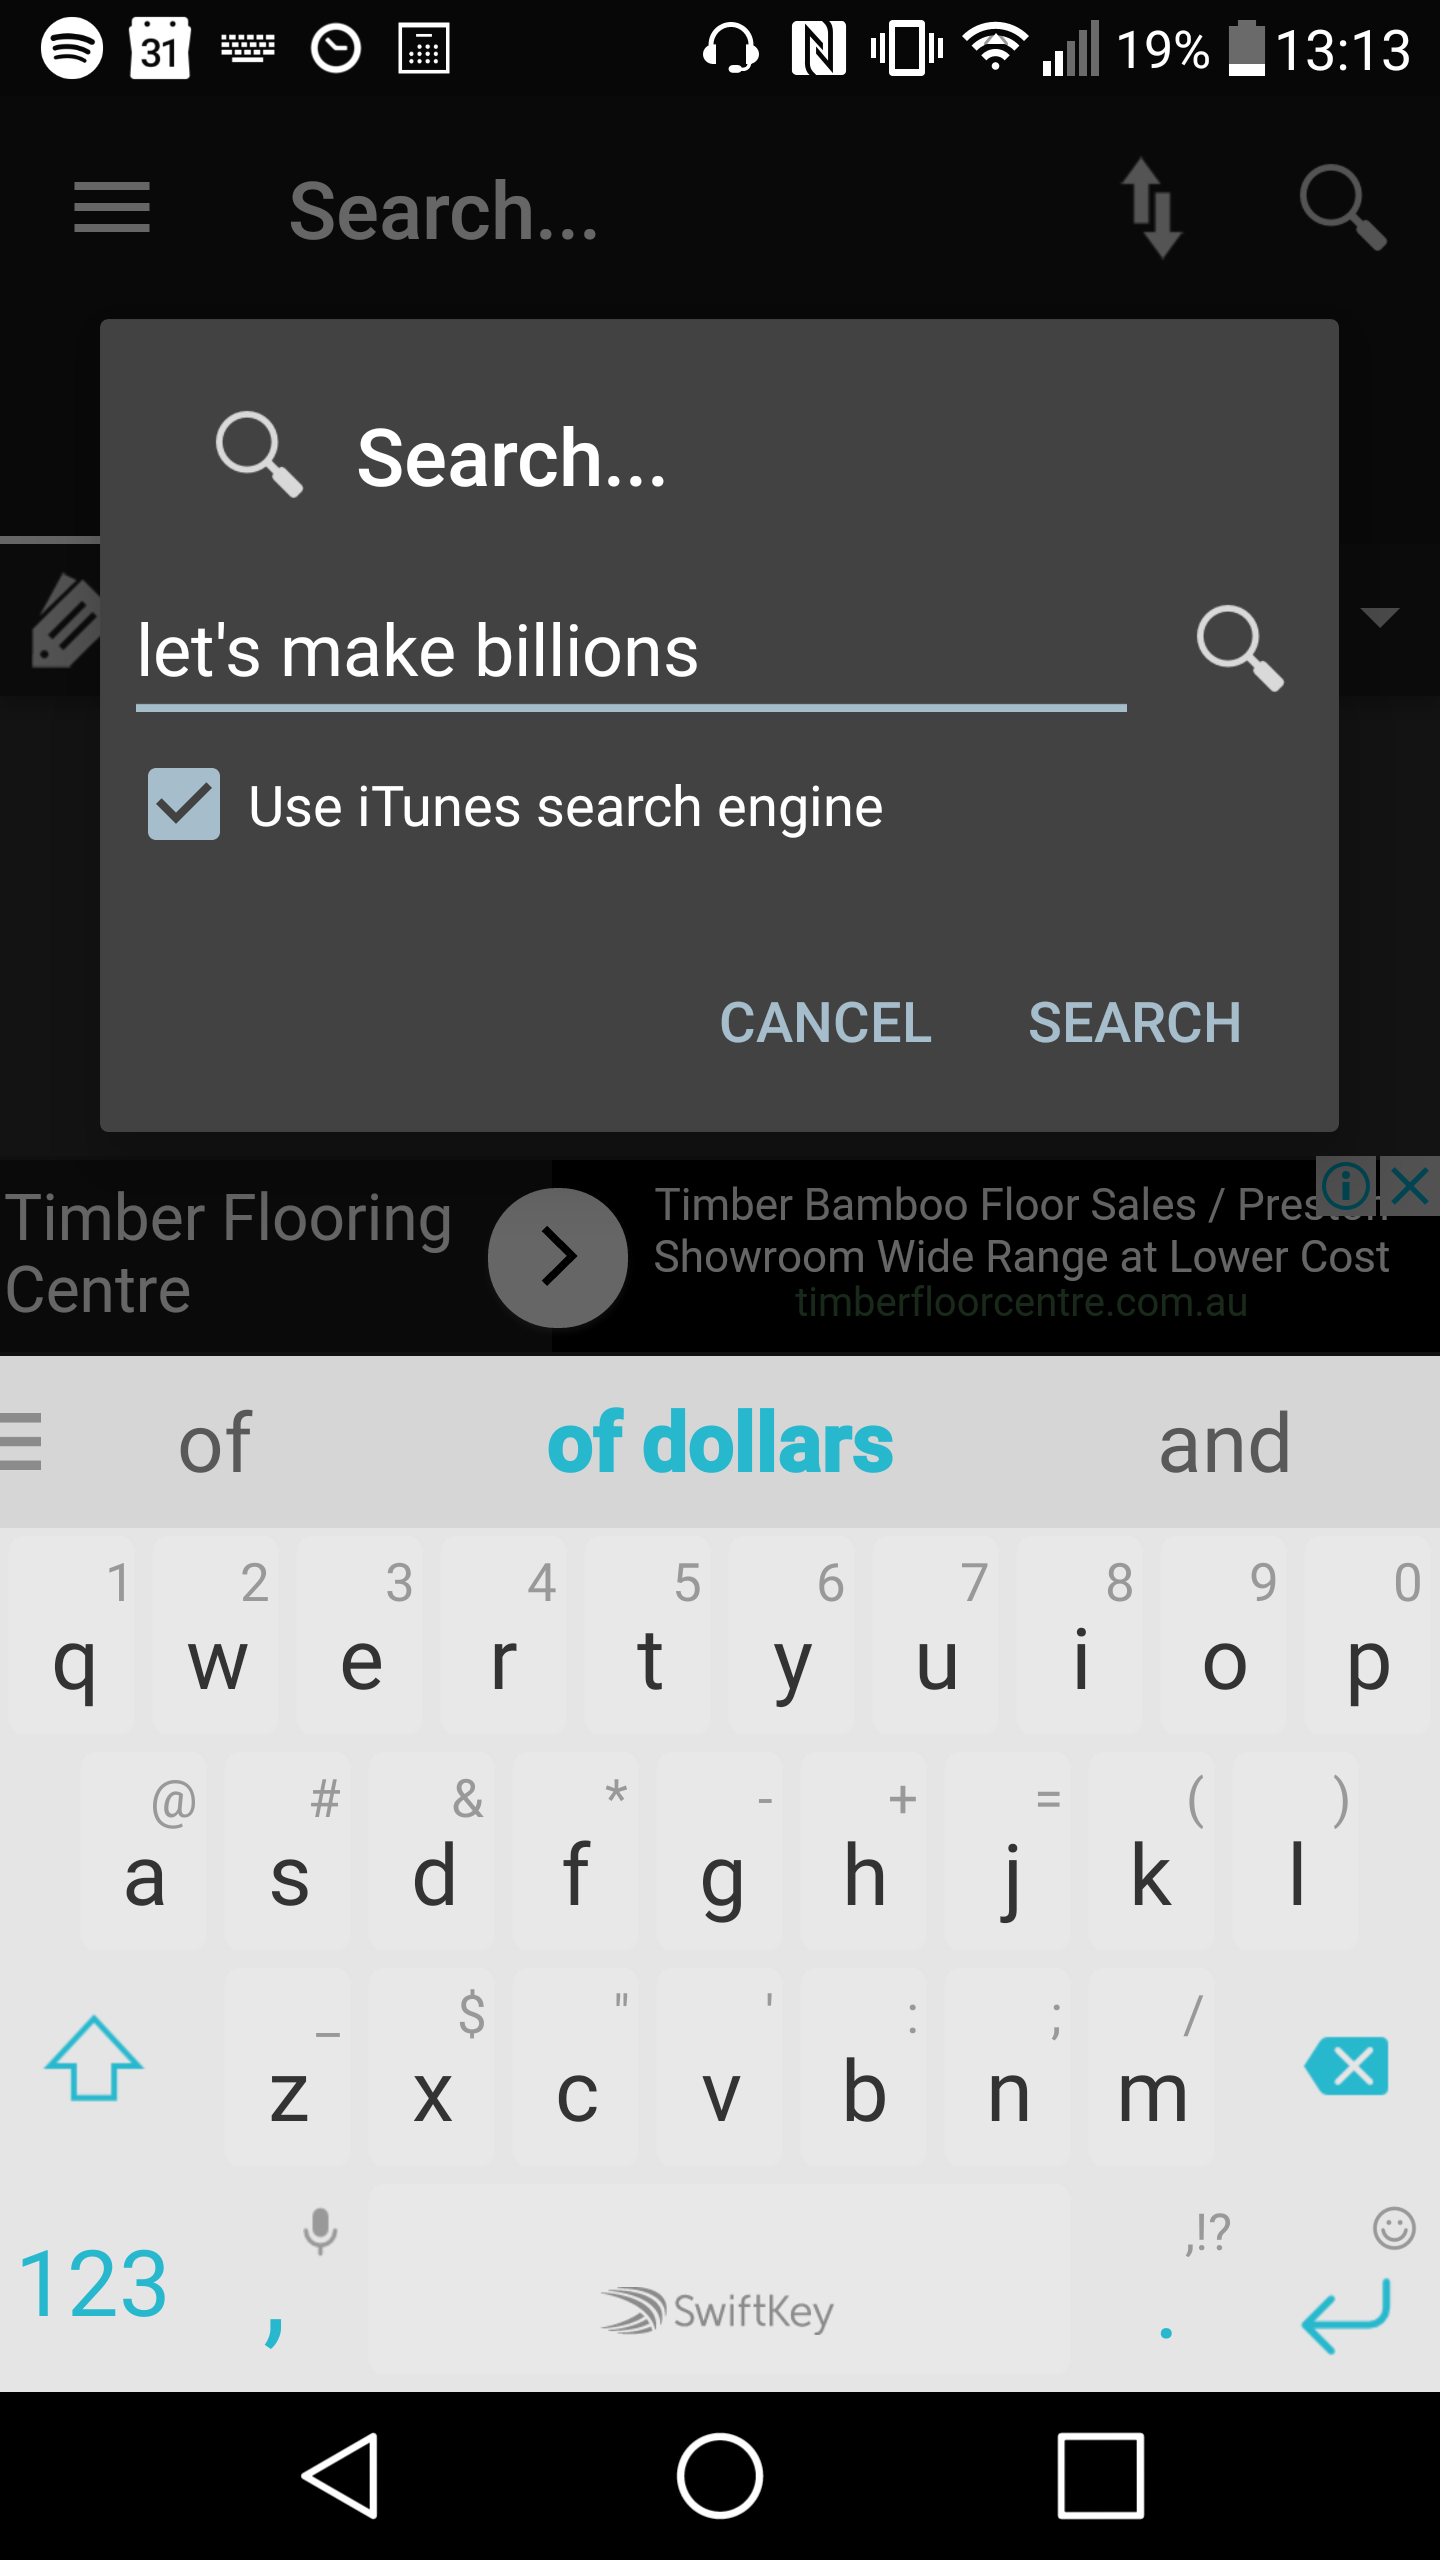 31 19% 13:13
Search...
Search...
let's make billions
Use iTunes search engine
CANCEL SEARCH
Timber Flooring
Centre
Timber Bamboo Floor Sales /
Showroom Wide Range at Lower Cost
timberfloorcentre.com.au
of of dollars and
1 2 3 4 5 6 7 8 9 0
q w e r t y u i o p
@ # & * - + = ( )
a s d f g h j k l
_ $ " ' : ; /
z x c v b n m
,!?
123 , SwiftKey .